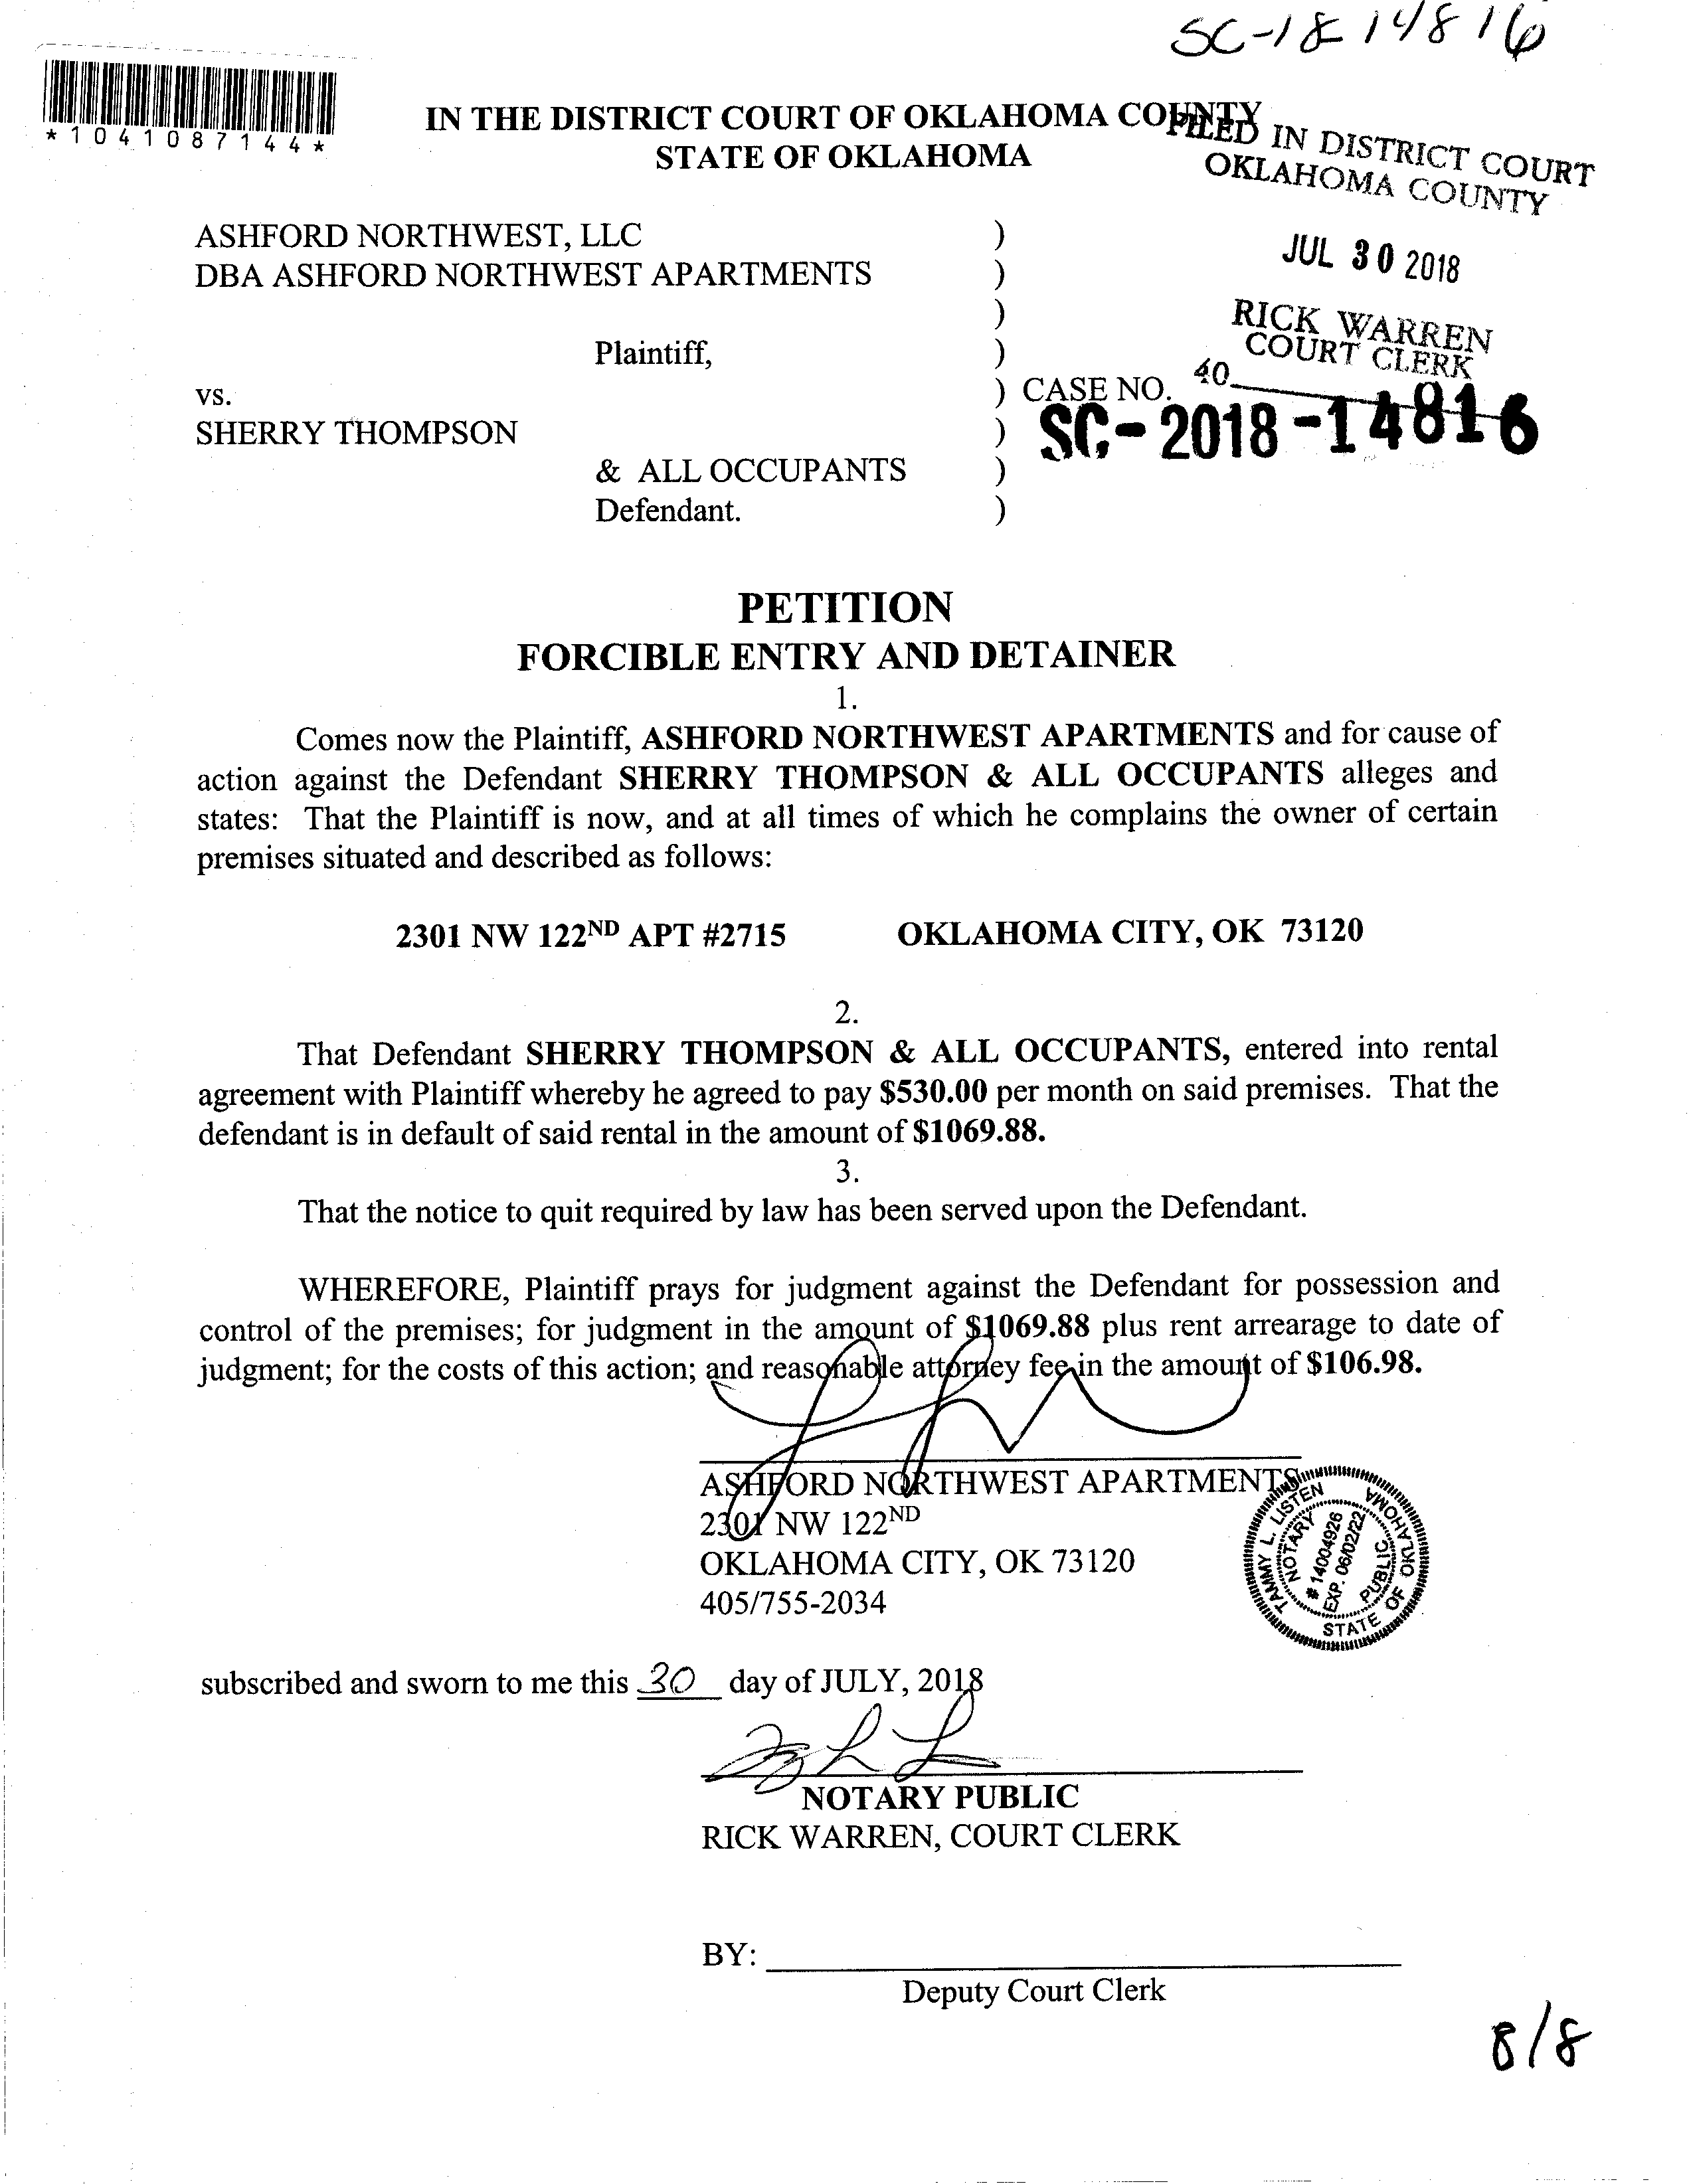 SC-18 14816
*1041087144*
IN THE DISTRICT COURT OF OKLAHOMA COUNTY
STATE OF OKLAHOMA
FILED IN DISTRICT COURT
OKLAHOMA COUNTY
JUL 30 2018
RICK WARREN
COURT CLERK
40
ASHFORD NORTHWEST, LLC )
DBA ASHFORD NORTHWEST APARTMENTS )
)
Plaintiff, )
vs. ) CASE NO.
SC-2018-14816
SHERRY THOMPSON )
& ALL OCCUPANTS )
Defendant. )
PETITION
FORCIBLE ENTRY AND DETAINER
1.
Comes now the Plaintiff, ASHFORD NORTHWEST APARTMENTS and for cause of
action against the Defendant SHERRY THOMPSON & ALL OCCUPANTS alleges and
states: That the Plaintiff is now, and at all times of which he complains the owner of certain
premises situated and described as follows:
2301 NW 122ND APT #2715 OKLAHOMA CITY, OK 73120
2.
That Defendant SHERRY THOMPSON & ALL OCCUPANTS, entered into rental
agreement with Plaintiff whereby he agreed to pay $530.00 per month on said premises. That the
defendant is in default of said rental in the amount of $1069.88.
3.
That the notice to quit required by law has been served upon the Defendant.
WHEREFORE, Plaintiff prays for judgment against the Defendant for possession and
control of the premises; for judgment in the amount of $1069.88 plus rent arrearage to date of
judgment; for the costs of this action; and reasonable attorney fee in the amount of $106.98.
ASHFORD NORTHWEST APARTMENTS
2301 NW 122ND
OKLAHOMA CITY, OK 73120
405/755-2034
TAMMY L. LISTEN
NOTARY
# 14004926
EXP. 06/02/22
PUBLIC
STATE OF OKLAHOMA
subscribed and sworn to me this 30 day of JULY, 2018
NOTARY PUBLIC
RICK WARREN, COURT CLERK
BY:
Deputy Court Clerk
8/8